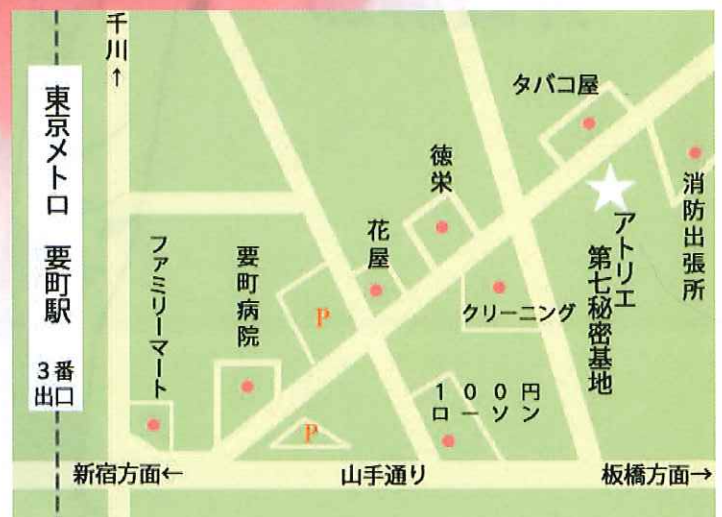 千川
↑
東京メトロ 要町駅
3番
出口
ファミリーマート
要町病院
P
P
花屋
徳栄
クリーニング
100円
ローソン
タバコ屋
アトリエ
第七秘密基地
消防出張所
新宿方面←
山手通り
板橋方面→